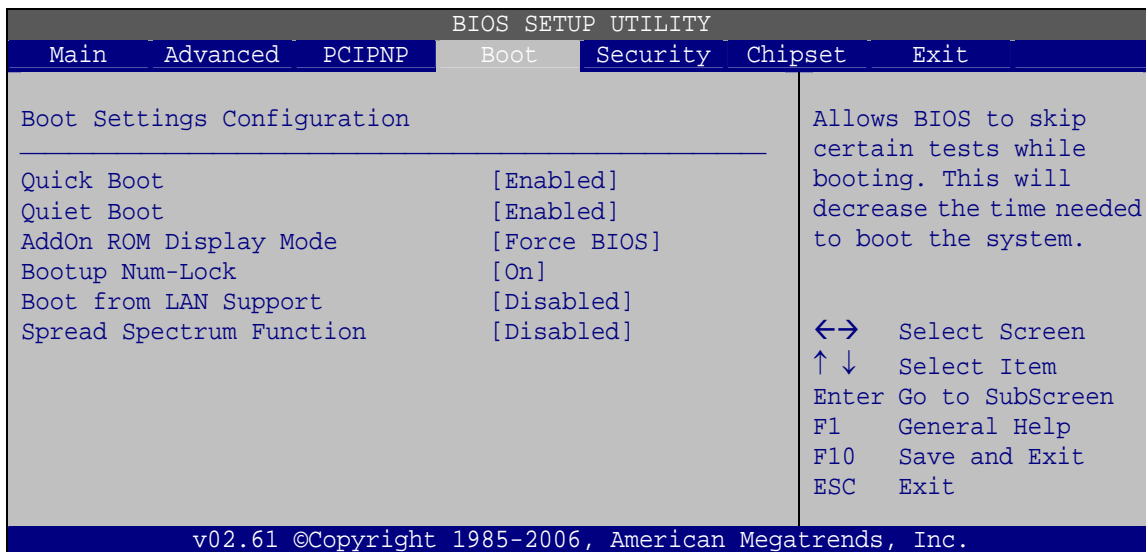 BIOS SETUP UTILITY
Main Advanced PCIPNP Boot Security Chipset Exit
Boot Settings Configuration
Quick Boot [Enabled]
Quiet Boot [Enabled]
AddOn ROM Display Mode [Force BIOS]
Bootup Num-Lock [On]
Boot from LAN Support [Disabled]
Spread Spectrum Function [Disabled]
Allows BIOS to skip
certain tests while
booting. This will
decrease the time needed
to boot the system.
←→ Select Screen
↑ ↓ Select Item
Enter Go to SubScreen
F1 General Help
F10 Save and Exit
ESC Exit
v02.61 ©Copyright 1985-2006, American Megatrends, Inc.